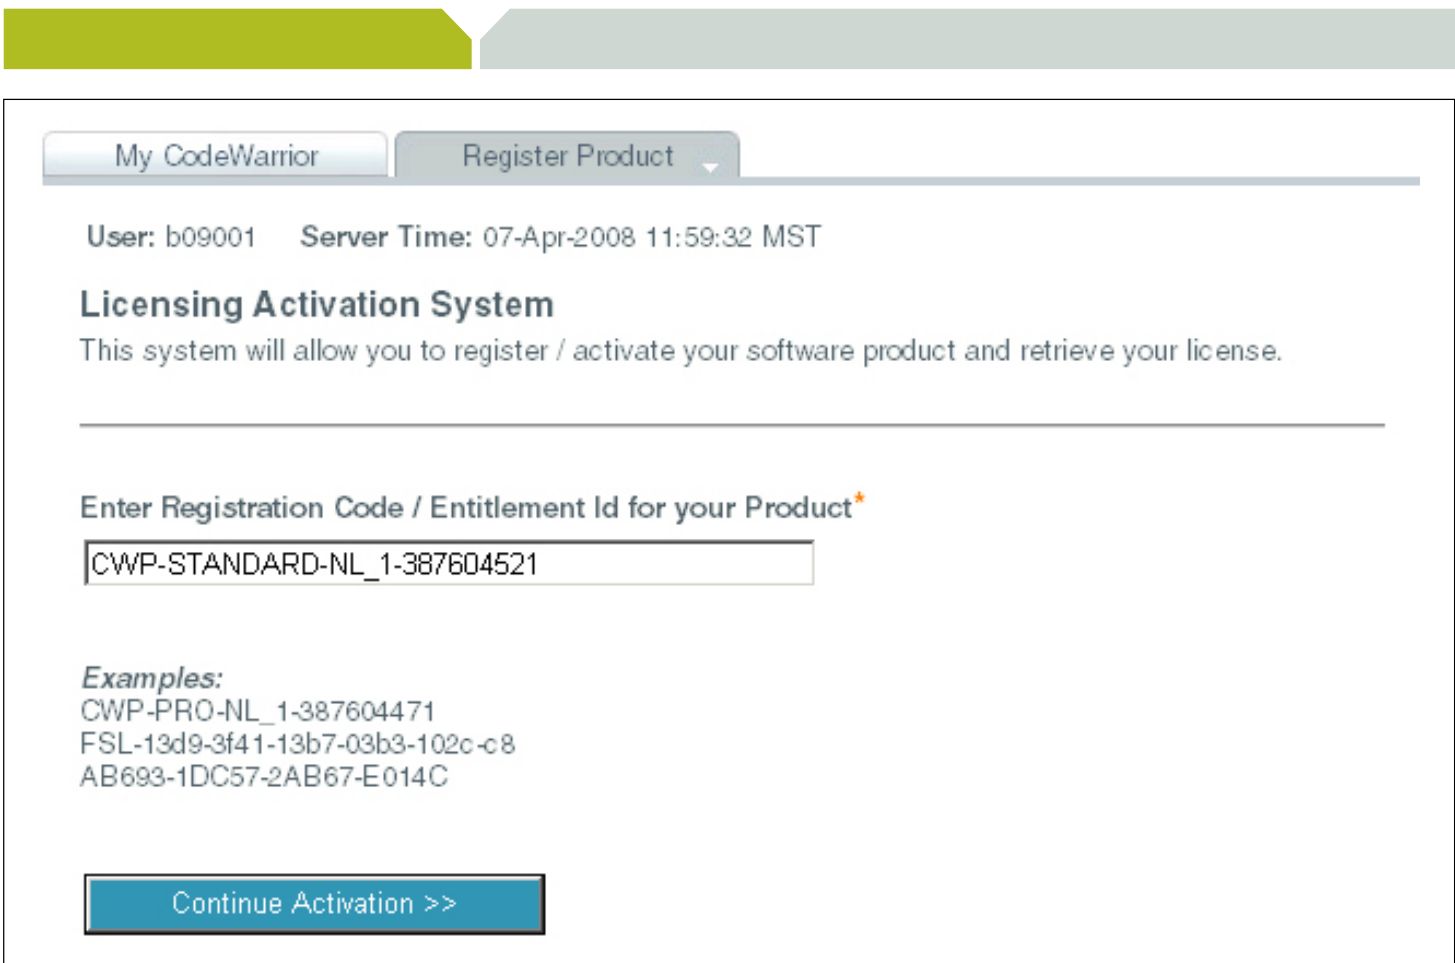 My CodeWarrior Register Product
User: b09001 Server Time: 07-Apr-2008 11:59:32 MST
Licensing Activation System
This system will allow you to register / activate your software product and retrieve your license.
Enter Registration Code / Entitlement Id for your Product*
CWP-STANDARD-NL_1-387604521
Examples:
CWP-PRO-NL_1-387604471
FSL-13d9-3f41-13b7-03b3-102c-c8
AB693-1DC57-2AB67-E014C
Continue Activation >>